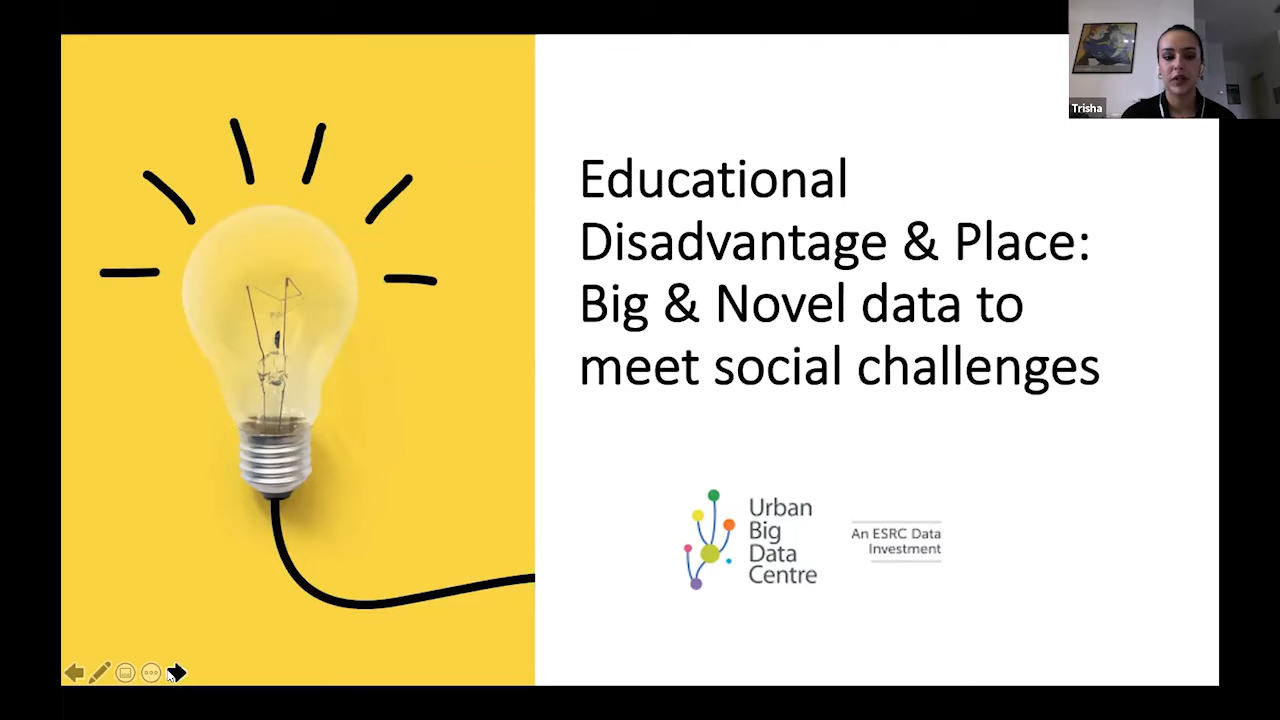 Trisha
Educational
Disadvantage & Place:
Big & Novel data to
meet social challenges
Urban
Big
Data
Centre
An ESRC Data
Investment